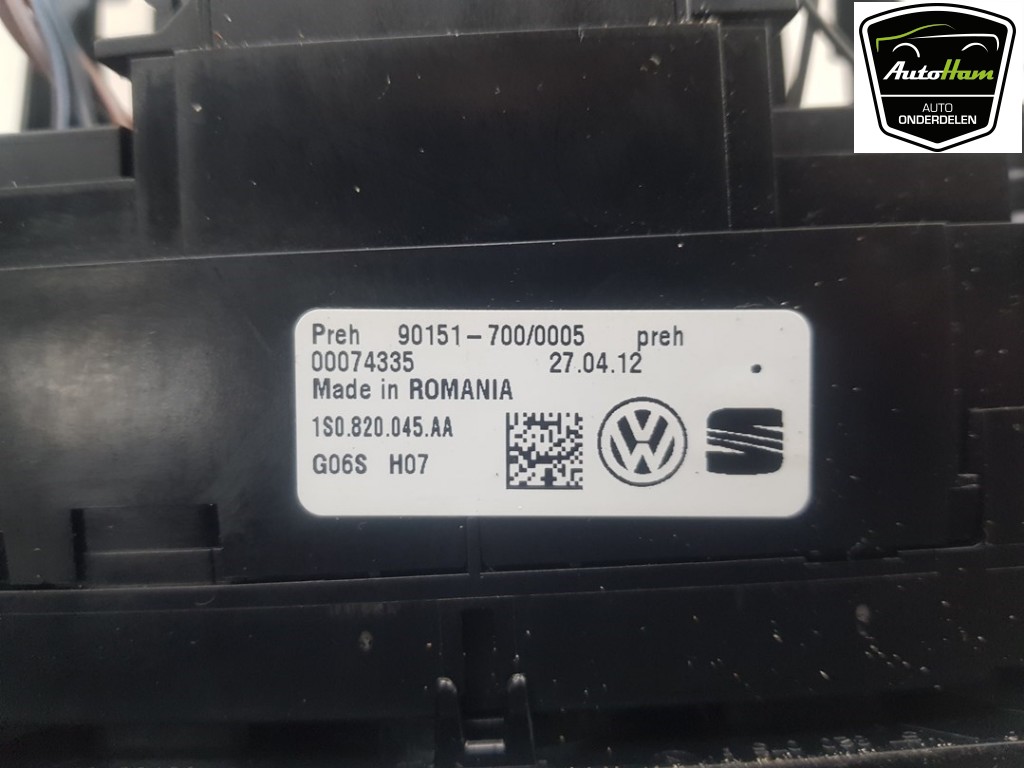 AutoHam
AUTO
ONDERDELEN
Preh 90151-700/0005 preh
00074335 27.04.12
Made in ROMANIA
1S0.820.045.AA
G06S H07